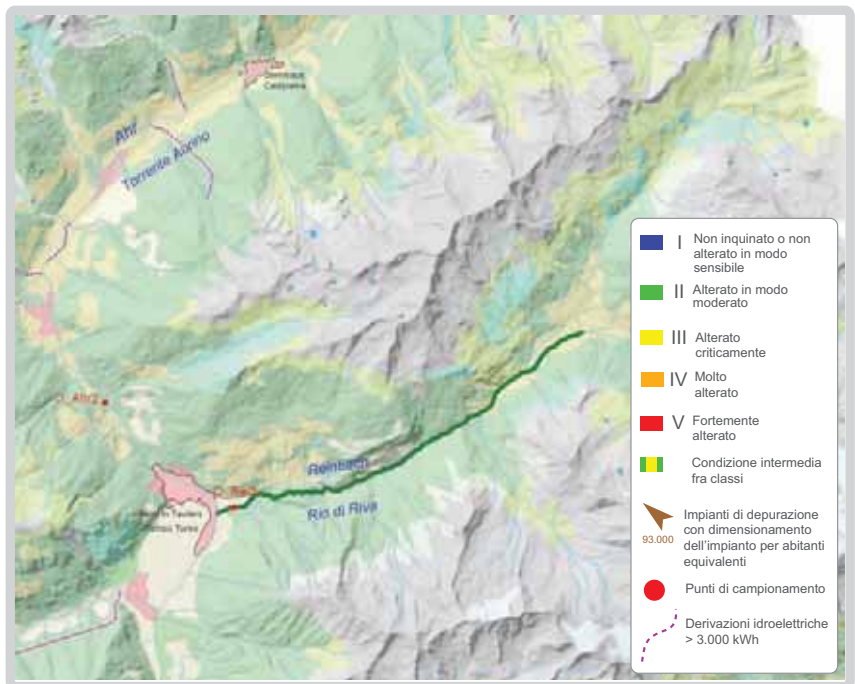 Ahr
Torrente Aurino
Reinbach
Rio di Riva
I Non inquinato o non
alterato in modo
sensibile
II Alterato in modo
moderato
III Alterato
criticamente
IV Molto
alterato
V Fortemente
alterato
Condizione intermedia
fra classi
93.000
Impianti di depurazione
con dimensionamento
dell'impianto per abitanti
equivalenti
Punti di campionamento
Derivazioni idroelettriche
> 3.000 kWh